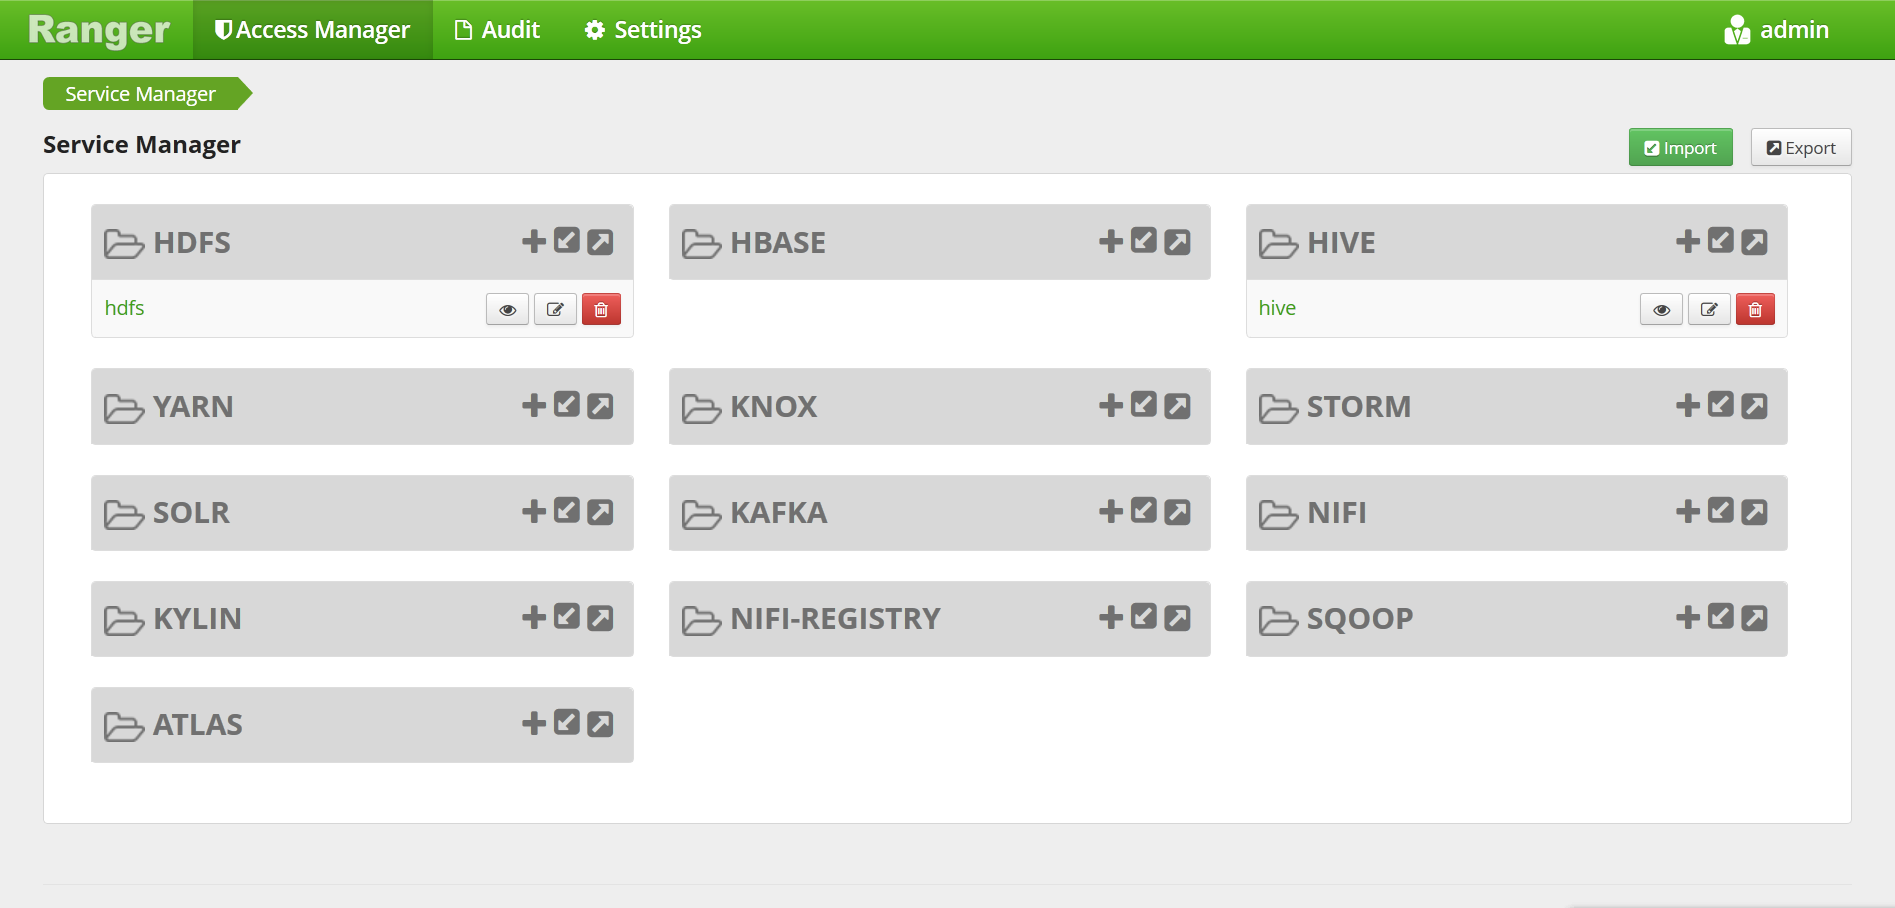 Ranger Access Manager Audit Settings admin
Service Manager
Service Manager Import Export
HDFS HBASE HIVE
hdfs hive
YARN KNOX STORM
SOLR KAFKA NIFI
KYLIN NIFI-REGISTRY SQOOP
ATLAS